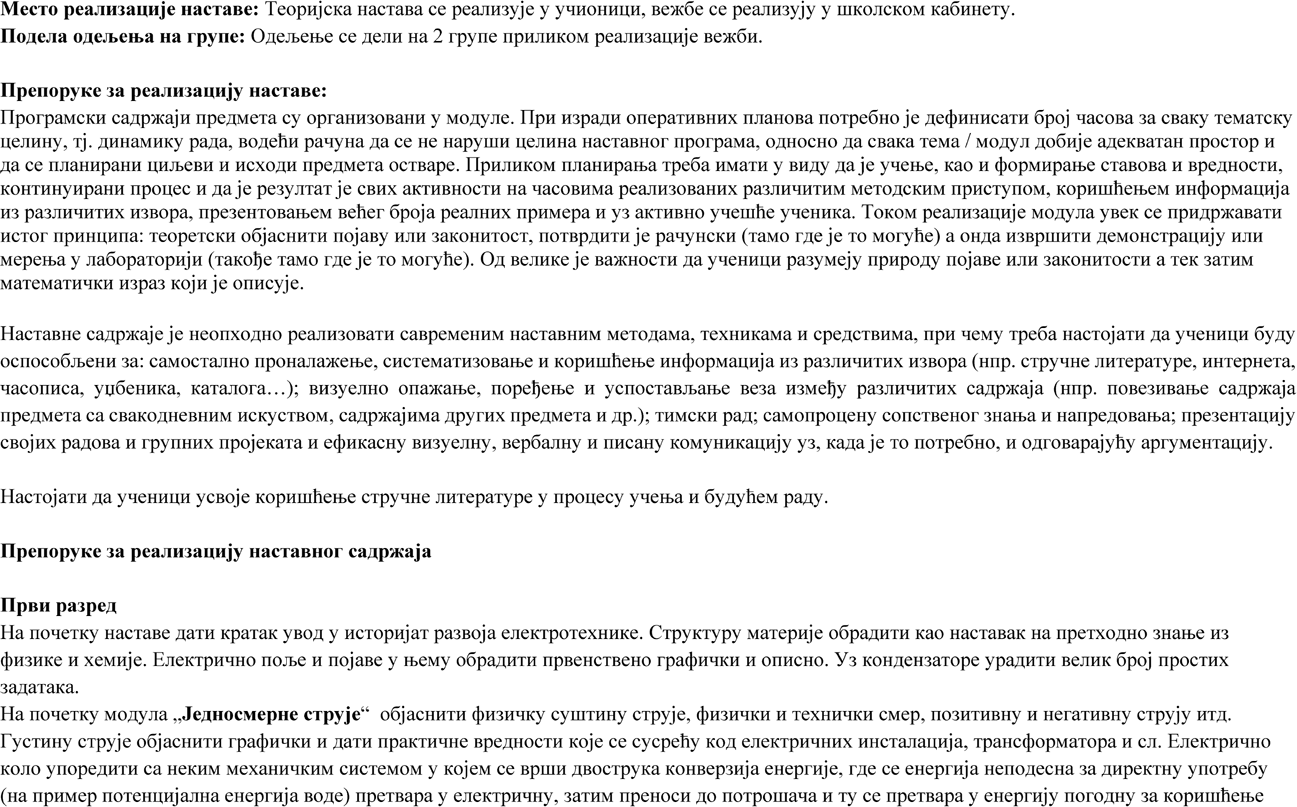 Место реализације наставе: Теоријска настава се реализује у учионици, вежбе се реализују у школском кабинету.
Подела одељења на групе: Одељење се дели на 2 групе приликом реализације вежби.
Препоруке за реализацију наставе:
Програмски садржаји предмета су организовани у модуле. При изради оперативних планова потребно је дефинисати број часова за сваку тематску
целину, тј. динамику рада, водећи рачуна да се не наруши целина наставног програма, односно да свака тема / модул добије адекватан простор и
да се планирани циљеви и исходи предмета остваре. Приликом планирања треба имати у виду да је учење, као и формирање ставова и вредности,
континуирани процес и да је резултат је свих активности на часовима реализованих различитим методским приступом, коришћењем информација
из различитих извора, презентовањем већег броја реалних примера и уз активно учешће ученика. Током реализације модула увек се придржавати
истог принципа: теоретски објаснити појаву или законитост, потврдити је рачунски (тамо где је то могуће) а онда извршити демонстрацију или
мерења у лабораторији (такође тамо где је то могуће). Од велике је важности да ученици разумеју природу појаве или законитости а тек затим
математички израз који је описује.
Наставне садржаје је неопходно реализовати савременим наставним методама, техникама и средствима, при чему треба настојати да ученици буду
оспособљени за: самостално проналажење, систематизовање и коришћење информација из различитих извора (нпр. стручне литературе, интернета,
часописа, уџбеника, каталога…); визуелно опажање, поређење и успостављање веза између различитих садржаја (нпр. повезивање садржаја
предмета са свакодневним искуством, садржајима других предмета и др.); тимски рад; самопроцену сопственог знања и напредовања; презентацију
својих радова и групних пројеката и ефикасну визуелну, вербалну и писану комуникацију уз, када је то потребно, и одговарајућу аргументацију.
Настојати да ученици усвоје коришћење стручне литературе у процесу учења и будућем раду.
Препоруке за реализацију наставног садржаја
Први разред
На почетку наставе дати кратак увод у историјат развоја електротехнике. Структуру материје обрадити као наставак на претходно знање из
физике и хемије. Електрично поље и појаве у њему обрадити првенствено графички и описно. Уз кондензаторе урадити велик број простих
задатака.
На почетку модула „Једносмерне струје“ објаснити физичку суштину струје, физички и технички смер, позитивну и негативну струју итд.
Густину струје објаснити графички и дати практичне вредности које се сусрећу код електричних инсталација, трансформатора и сл. Електрично
коло упоредити са неким механичким системом у којем се врши двострука конверзија енергије, где се енергија неподесна за директну употребу
(на пример потенцијална енергија воде) претвара у електричну, затим преноси до потрошача и ту се претвара у енергију погодну за коришћење